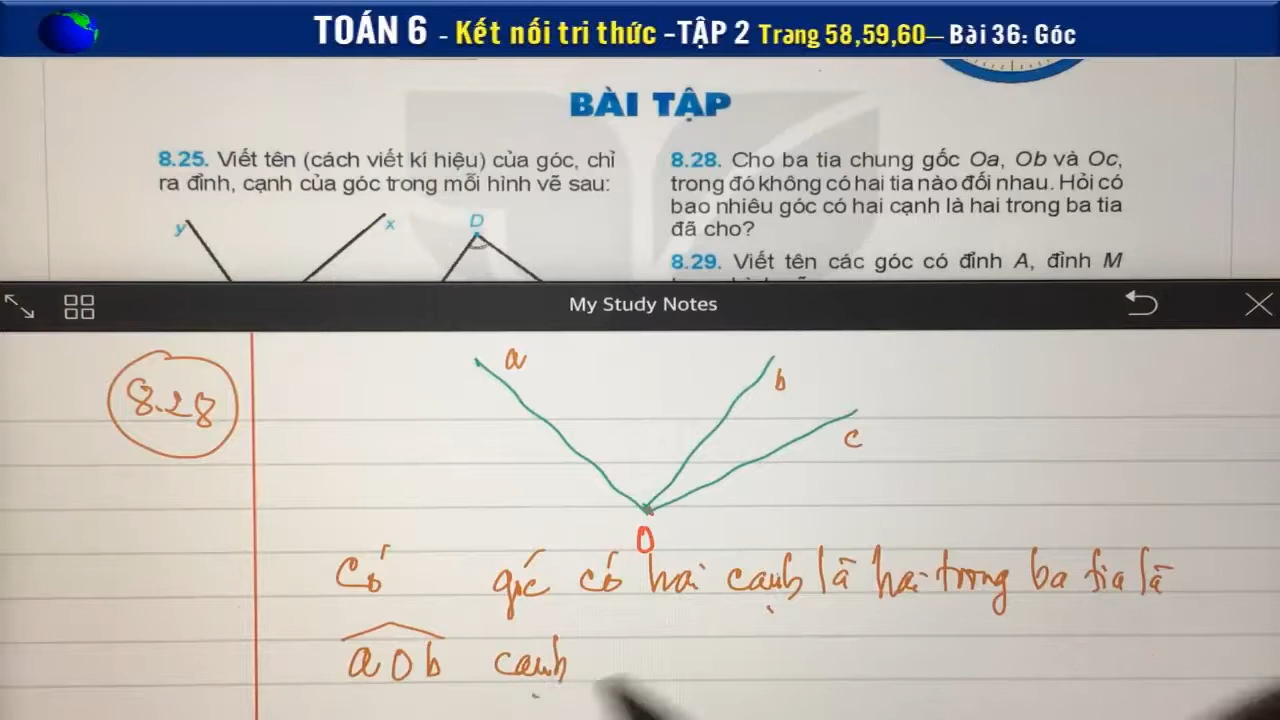 TOÁN 6 - Kết nối tri thức -TẬP 2 Trang 58,59,60– Bài 36: Góc
BÀI TẬP
8.25. Viết tên (cách viết kí hiệu) của góc, chỉ
ra đỉnh, cạnh của góc trong mỗi hình vẽ sau:
y
x
D
8.28. Cho ba tia chung gốc Oa, Ob và Oc,
trong đó không có hai tia nào đối nhau. Hỏi có
bao nhiêu góc có hai cạnh là hai trong ba tia
đã cho?
8.29. Viết tên các góc có đỉnh A, đỉnh M
My Study Notes
8.28
a
b
c
O
Có góc có hai cạnh là hai trong ba tia là
aOb cạnh